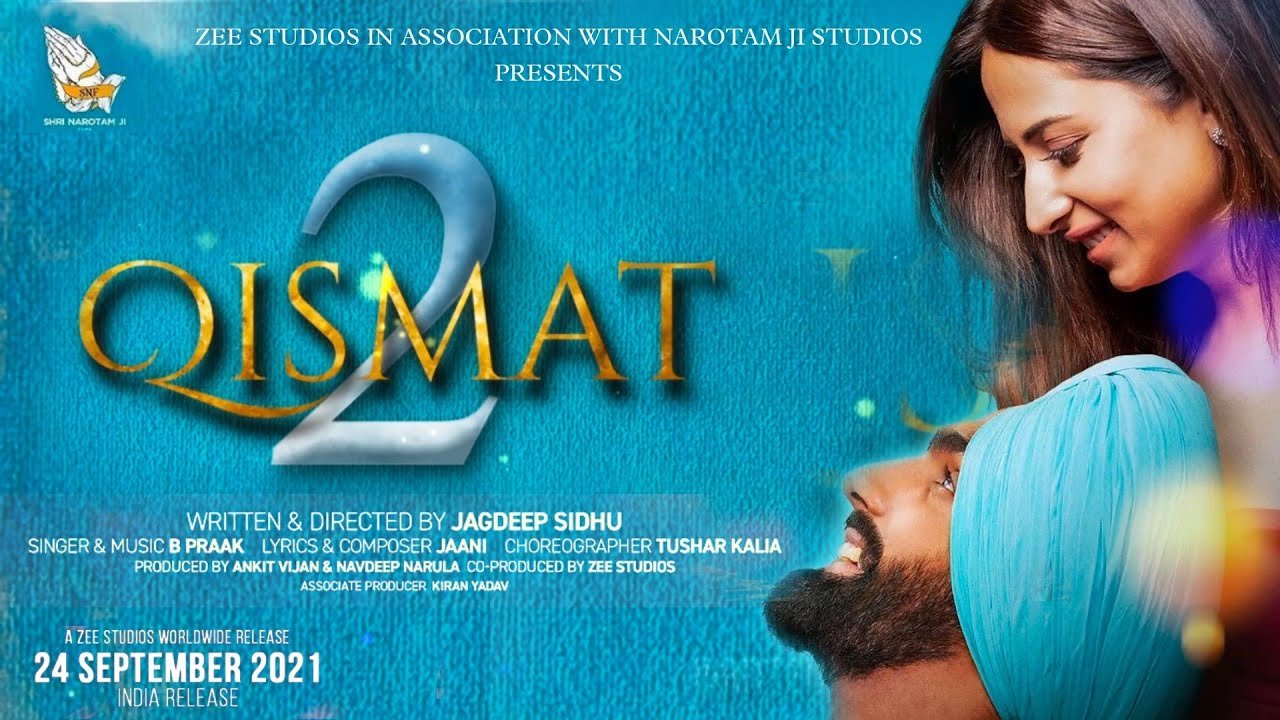 ZEE STUDIOS IN ASSOCIATION WITH NAROTAM JI STUDIOS
PRESENTS
SNF
SHRI NAROTAM JI
2
QISMAT
WRITTEN & DIRECTED BY JAGDEEP SIDHU
SINGER & MUSIC B PRAAK LYRICS & COMPOSER JAANI CHOREOGRAPHER TUSHAR KALIA
PRODUCED BY ANKIT VIJAN & NAVDEEP NARULA CO-PRODUCED BY ZEE STUDIOS
ASSOCIATE PRODUCER KIRAN YADAV
A ZEE STUDIOS WORLDWIDE RELEASE
24 SEPTEMBER 2021
INDIA RELEASE